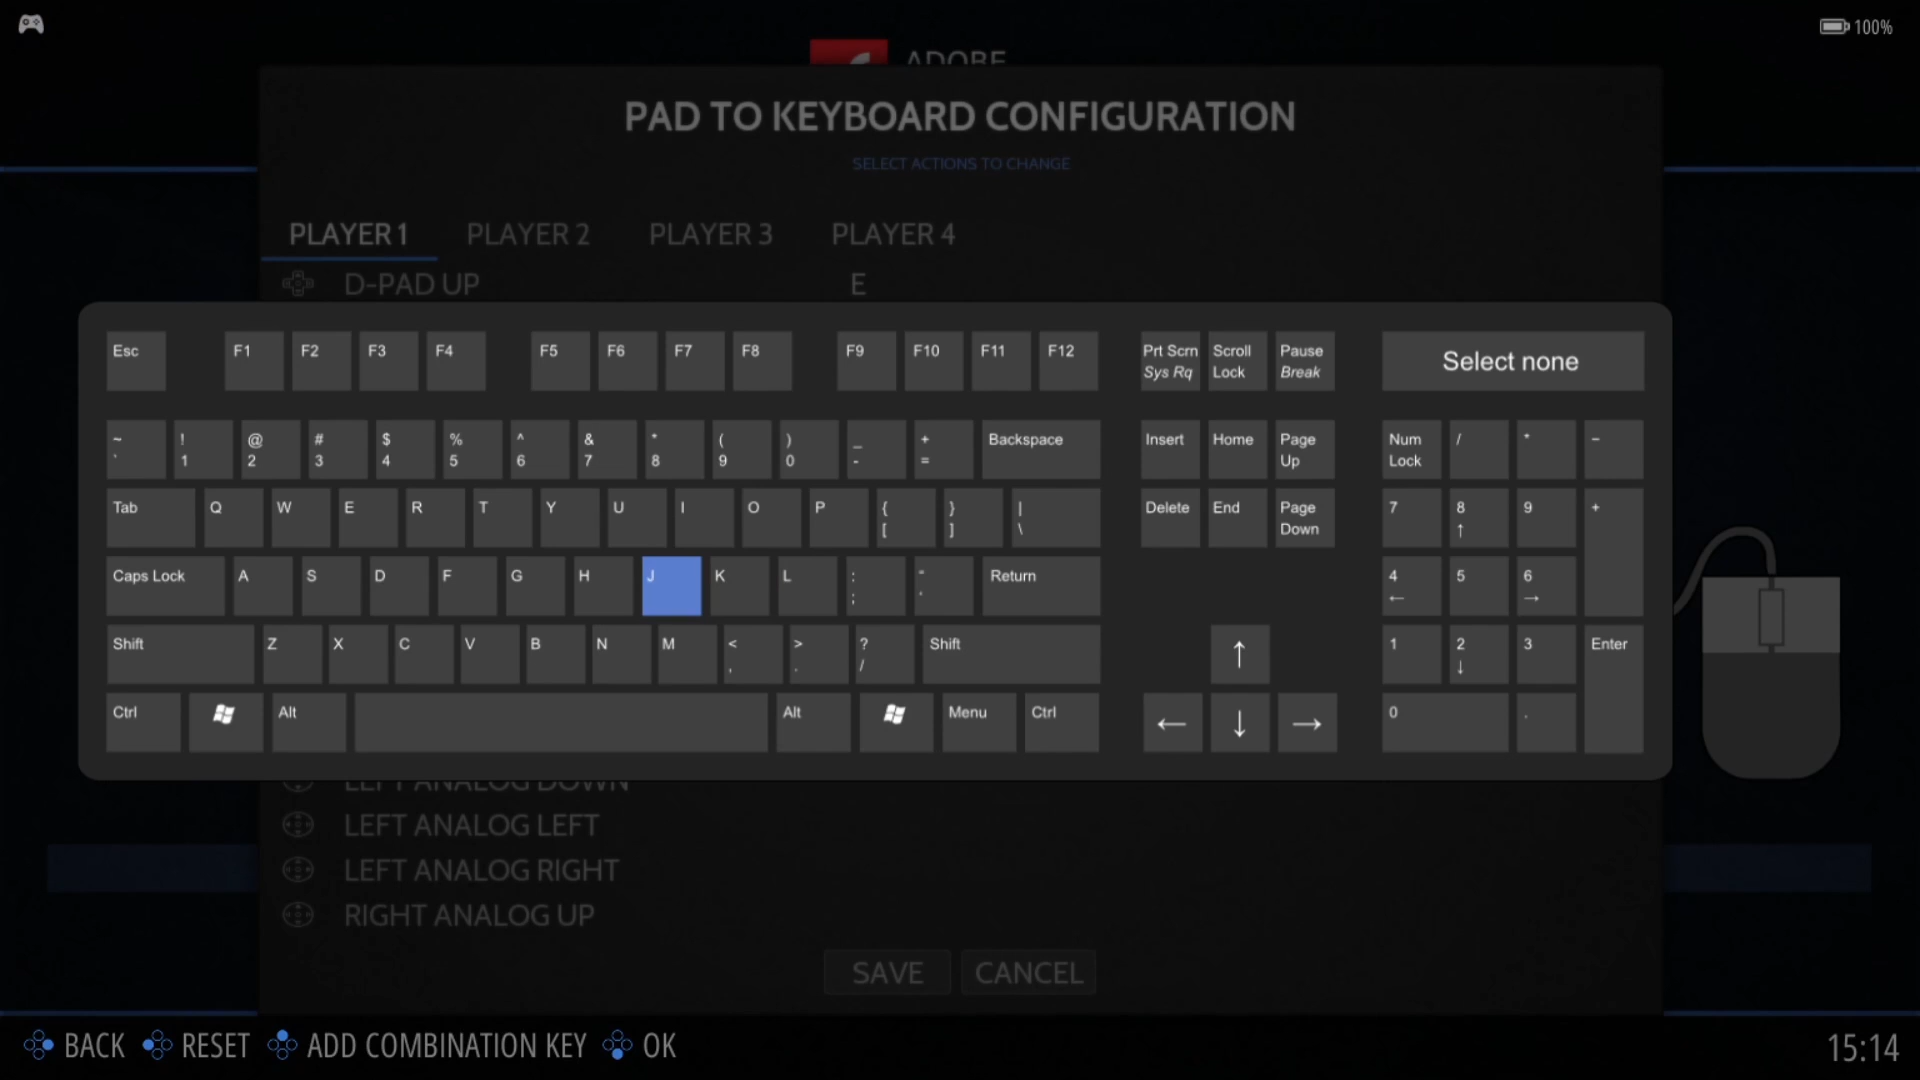 100%
ADOBE
PAD TO KEYBOARD CONFIGURATION
SELECT ACTIONS TO CHANGE
PLAYER 1 PLAYER 2 PLAYER 3 PLAYER 4
D-PAD UP E
Esc F1 F2 F3 F4 F5 F6 F7 F8 F9 F10 F11 F12 Prt Scrn Scroll Pause Select none
Sys Rq Lock Break
~ ! @ # $ % ^ & * ( ) _ + Backspace Insert Home Page Num / * -
` 1 2 3 4 5 6 7 8 9 0 - = Up Lock
Tab Q W E R T Y U I O P { } | Delete End Page 7 8 9 +
[ ] \ Down ↑
Caps Lock A S D F G H J K L : " Return 4 5 6
; ' ← →
Shift Z X C V B N M < > ? Shift ↑ 1 2 3 Enter
, . / ↓
Ctrl Alt Alt Menu Ctrl ← ↓ → 0 .
LEFT ANALOG DOWN
LEFT ANALOG LEFT
LEFT ANALOG RIGHT
RIGHT ANALOG UP
SAVE CANCEL
BACK RESET ADD COMBINATION KEY OK 15:14